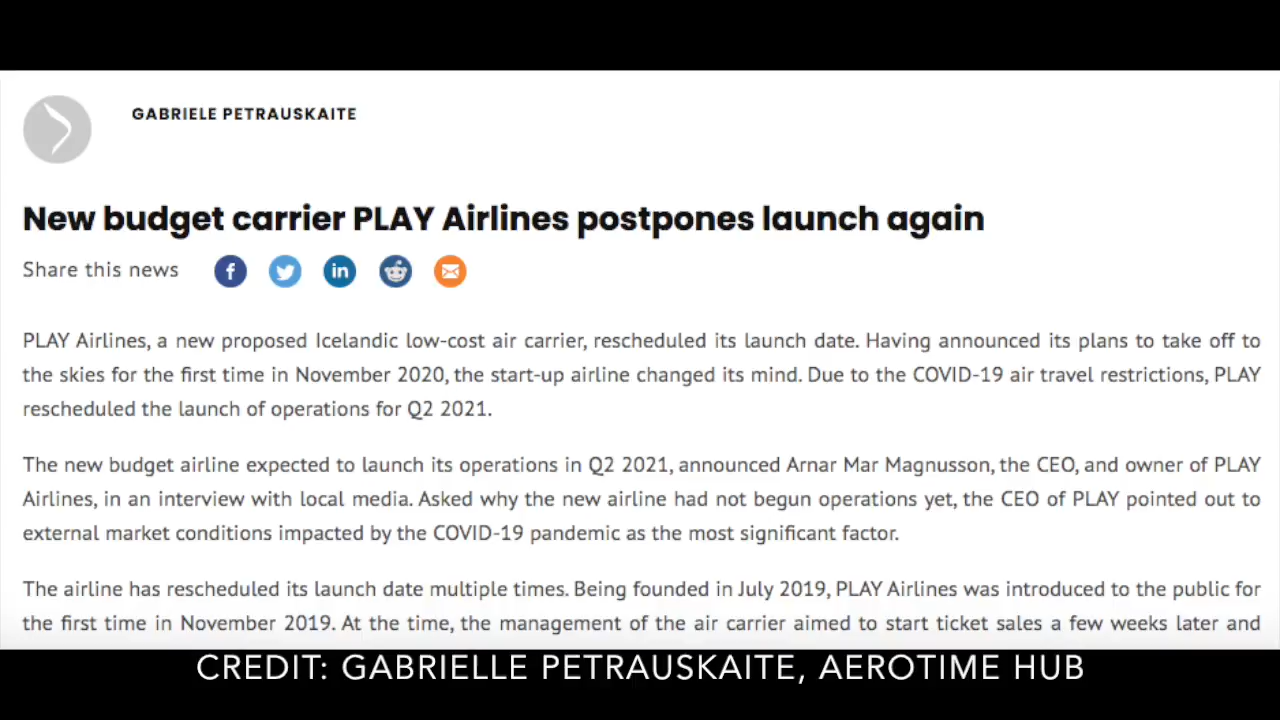 GABRIELE PETRAUSKAITE
New budget carrier PLAY Airlines postpones launch again
Share this news
PLAY Airlines, a new proposed Icelandic low-cost air carrier, rescheduled its launch date. Having announced its plans to take off to
the skies for the first time in November 2020, the start-up airline changed its mind. Due to the COVID-19 air travel restrictions, PLAY
rescheduled the launch of operations for Q2 2021.
The new budget airline expected to launch its operations in Q2 2021, announced Arnar Mar Magnusson, the CEO, and owner of PLAY
Airlines, in an interview with local media. Asked why the new airline had not begun operations yet, the CEO of PLAY pointed out to
external market conditions impacted by the COVID-19 pandemic as the most significant factor.
The airline has rescheduled its launch date multiple times. Being founded in July 2019, PLAY Airlines was introduced to the public for
the first time in November 2019. At the time, the management of the air carrier aimed to start ticket sales a few weeks later and
CREDIT: GABRIELLE PETRAUSKAITE, AEROTIME HUB